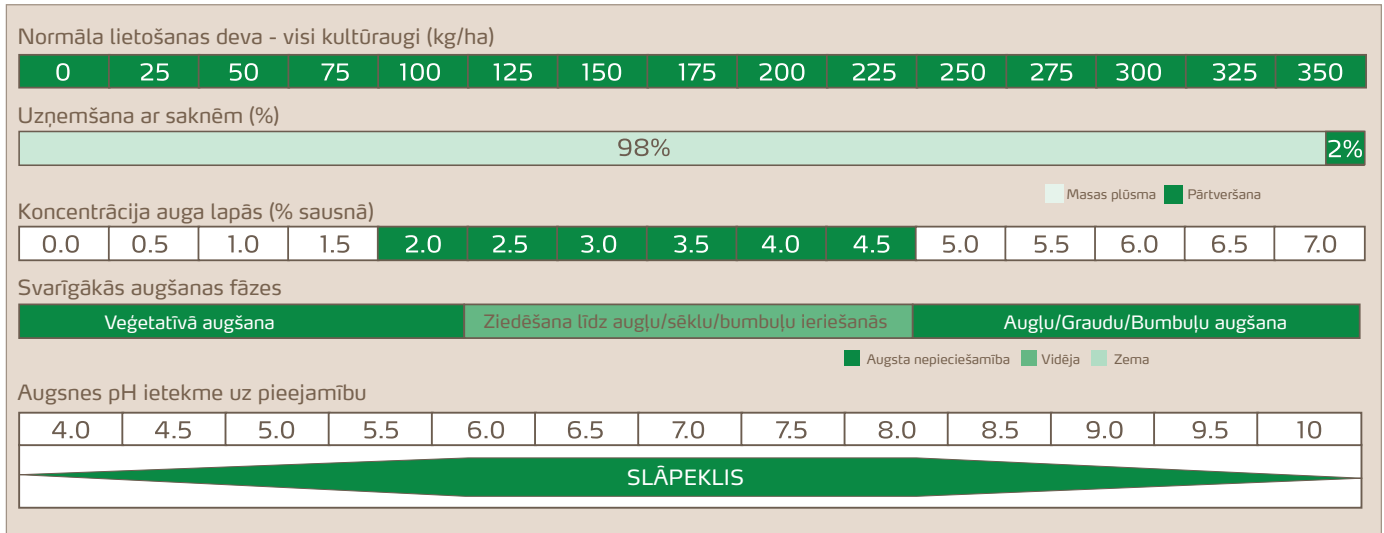 Normāla lietošanas deva - visi kultūraugi (kg/ha)
0 25 50 75 100 125 150 175 200 225 250 275 300 325 350
Uzņemšana ar saknēm (%)
98% 2%
Masas plūsma Pārtveršana
Koncentrācija auga lapās (% sausnā)
0.0 0.5 1.0 1.5 2.0 2.5 3.0 3.5 4.0 4.5 5.0 5.5 6.0 6.5 7.0
Svarīgākās augšanas fāzes
Veģetatīvā augšana Ziedēšana līdz augļu/sēklu/bumbuļu ieriešanās Augļu/Graudu/Bumbuļu augšana
Augsta nepieciešamība Vidēja Zema
Augsnes pH ietekme uz pieejamību
4.0 4.5 5.0 5.5 6.0 6.5 7.0 7.5 8.0 8.5 9.0 9.5 10
SLĀPEKLIS